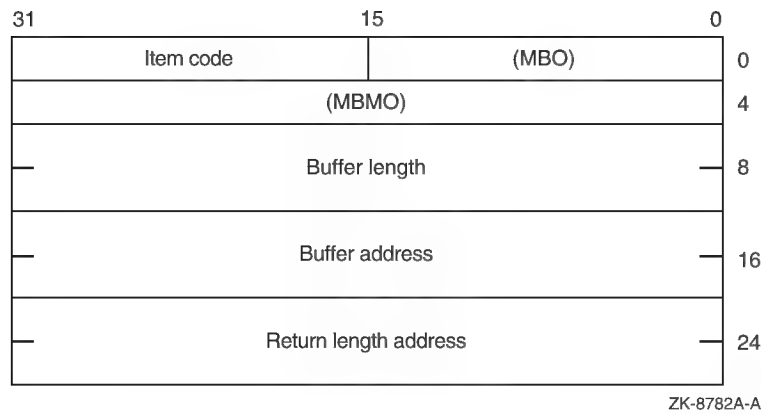 31 15 0
Item code (MBO) 0
(MBMO) 4
Buffer length 8
Buffer address 16
Return length address 24
ZK-8782A-A